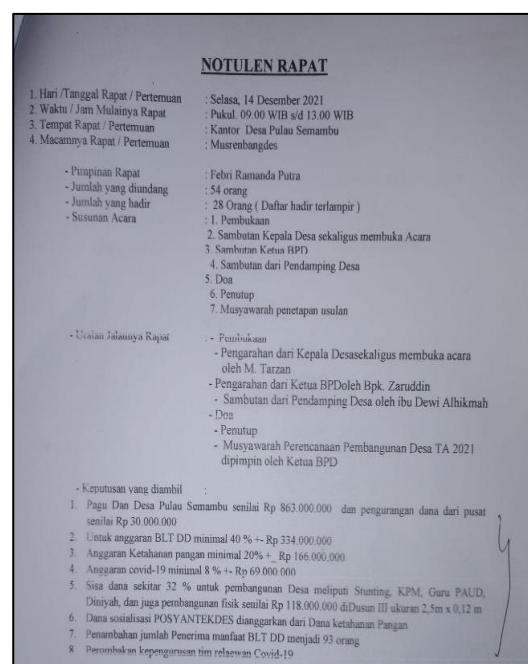 NOTULEN RAPAT
1. Hari /Tanggal Rapat / Pertemuan : Selasa, 14 Desember 2021
2. Waktu / Jam Mulainya Rapat : Pukul. 09.00 WIB s/d 13.00 WIB
3. Tempat Rapat / Pertemuan : Kantor Desa Pulau Semambu
4. Macamnya Rapat / Pertemuan : Musrenbangdes
- Pimpinan Rapat : Febri Ramanda Putra
- Jumlah yang diundang : 54 orang
- Jumlah yang hadir : 28 Orang ( Daftar hadir terlampir )
- Susunan Acara : 1. Pembukaan
2. Sambutan Kepala Desa sekaligus membuka Acara
3. Sambutan Ketua BPD
4. Sambutan dari Pendamping Desa
5. Doa
6. Penutup
7. Musyawarah penetapan usulan
- Uraian Jalannya Rapat : - Pembukaan
- Pengarahan dari Kepala Desasekaligus membuka acara
oleh M. Tarzan
- Pengarahan dari Ketua BPDoleh Bpk. Zaruddin
- Sambutan dari Pendamping Desa oleh ibu Dewi Alhikmah
- Doa
- Penutup
- Musyawarah Perencanaan Pembangunan Desa TA 2021
dipimpin oleh Ketua BPD
- Keputusan yang diambil :
1. Pagu Dan Desa Pulau Semambu senilai Rp 863.000.000 dan pengurangan dana dari pusat
senilai Rp 30.000.000
2. Untuk anggaran BLT DD minimal 40 % +- Rp 334.000.000
3. Anggaran Ketahanan pangan minimal 20% +_ Rp 166.000.000
4. Anggaran covid-19 minimal 8 % +- Rp 69.000.000
5. Sisa dana sekitar 32 % untuk pembangunan Desa meliputi Stunting, KPM, Guru PAUD,
Diniyah, dan juga pembangunan fisik senilai Rp 118.000.000 diDusun III ukuran 2,5m x 0,12 m
6. Dana sosialisasi POSYANTEKDES dianggarkan dari Dana ketahanan Pangan
7. Penambahan jumlah Penerima manfaat BLT DD menjadi 93 orang
8. Perombakan kepengurusan tim relaewan Covid-19